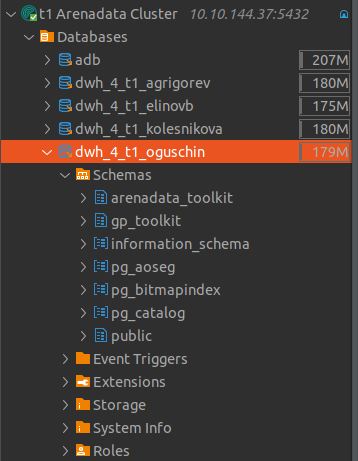 t1 Arenadata Cluster 10.10.144.37:5432
Databases
adb 207M
dwh_4_t1_agrigorev 180M
dwh_4_t1_elinovb 175M
dwh_4_t1_kolesnikova 180M
dwh_4_t1_oguschin 179M
Schemas
arenadata_toolkit
gp_toolkit
information_schema
pg_aoseg
pg_bitmapindex
pg_catalog
public
Event Triggers
Extensions
Storage
System Info
Roles